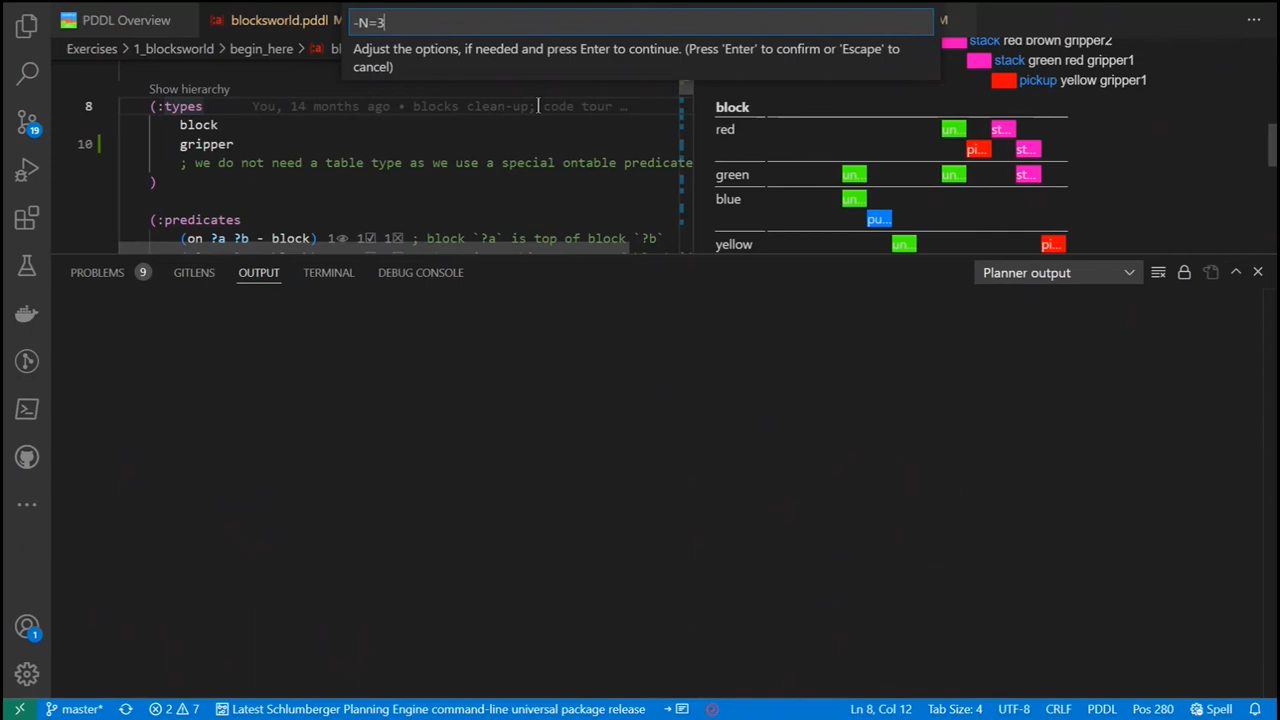 PDDL Overview
blocksworld.pddl M
-N=3
Adjust the options, if needed and press Enter to continue. (Press 'Enter' to confirm or 'Escape' to
cancel)
M
Exercises > 1_blocksworld > begin_here >
Show hierarchy
8 (:types You, 14 months ago • blocks clean-up; code tour …
block
10 gripper
; we do not need a table type as we use a special ontable predicate
)
(:predicates
(on ?a ?b - block) 1 1 1 ; block `?a` is top of block `?b`
stack red brown gripper2
stack green red gripper1
pickup yellow gripper1
block
red un... st...
pi... st...
green un... un... st...
blue un...
pu...
yellow un... pi...
PROBLEMS 9 GITLENS OUTPUT TERMINAL DEBUG CONSOLE
Planner output
19
1
master* 2 7 Latest Schlumberger Planning Engine command-line universal package release
Ln 8, Col 12 Tab Size: 4 UTF-8 CRLF PDDL Pos 280 Spell